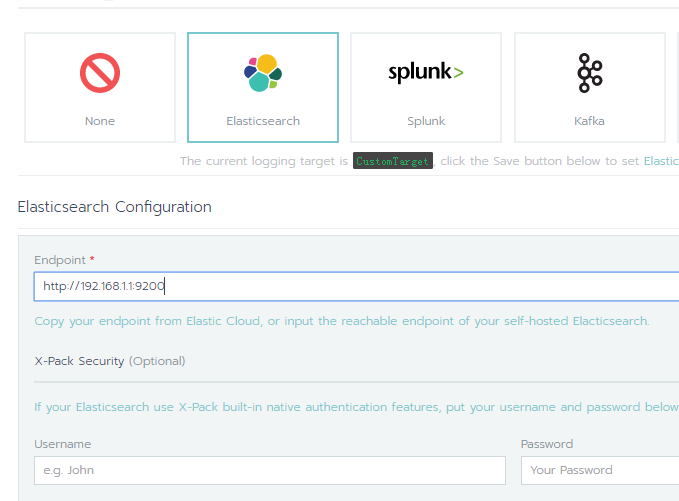 splunk>
None
Elasticsearch
Splunk
Kafka
The current logging target is CustomTarget, click the Save button below to set Elastic
Elasticsearch Configuration
Endpoint *
http://192.168.1.1:9200
Copy your endpoint from Elastic Cloud, or input the reachable endpoint of your self-hosted Elacticsearch.
X-Pack Security (Optional)
If your Elasticsearch use X-Pack built-in native authentication features, put your username and password below
Username
Password
e.g. John
Your Password